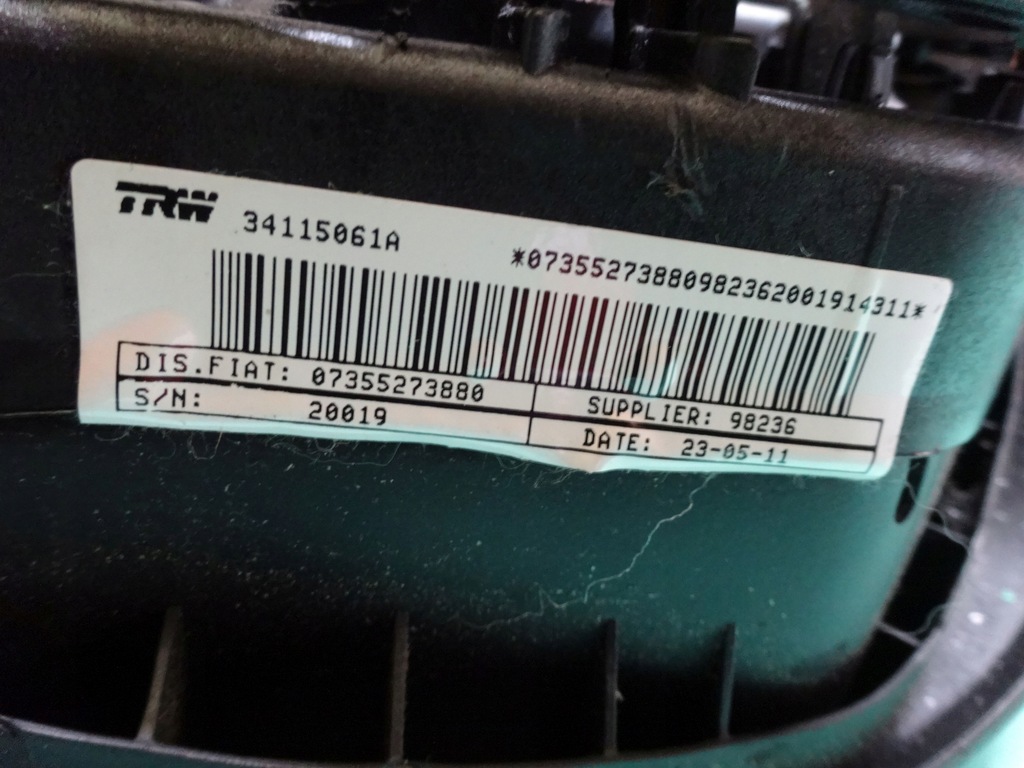 TRW 34115061A
*07355273880982362001914311*
DIS.FIAT: 07355273880
SUPPLIER: 98236
S/N: 20019
DATE: 23-05-11